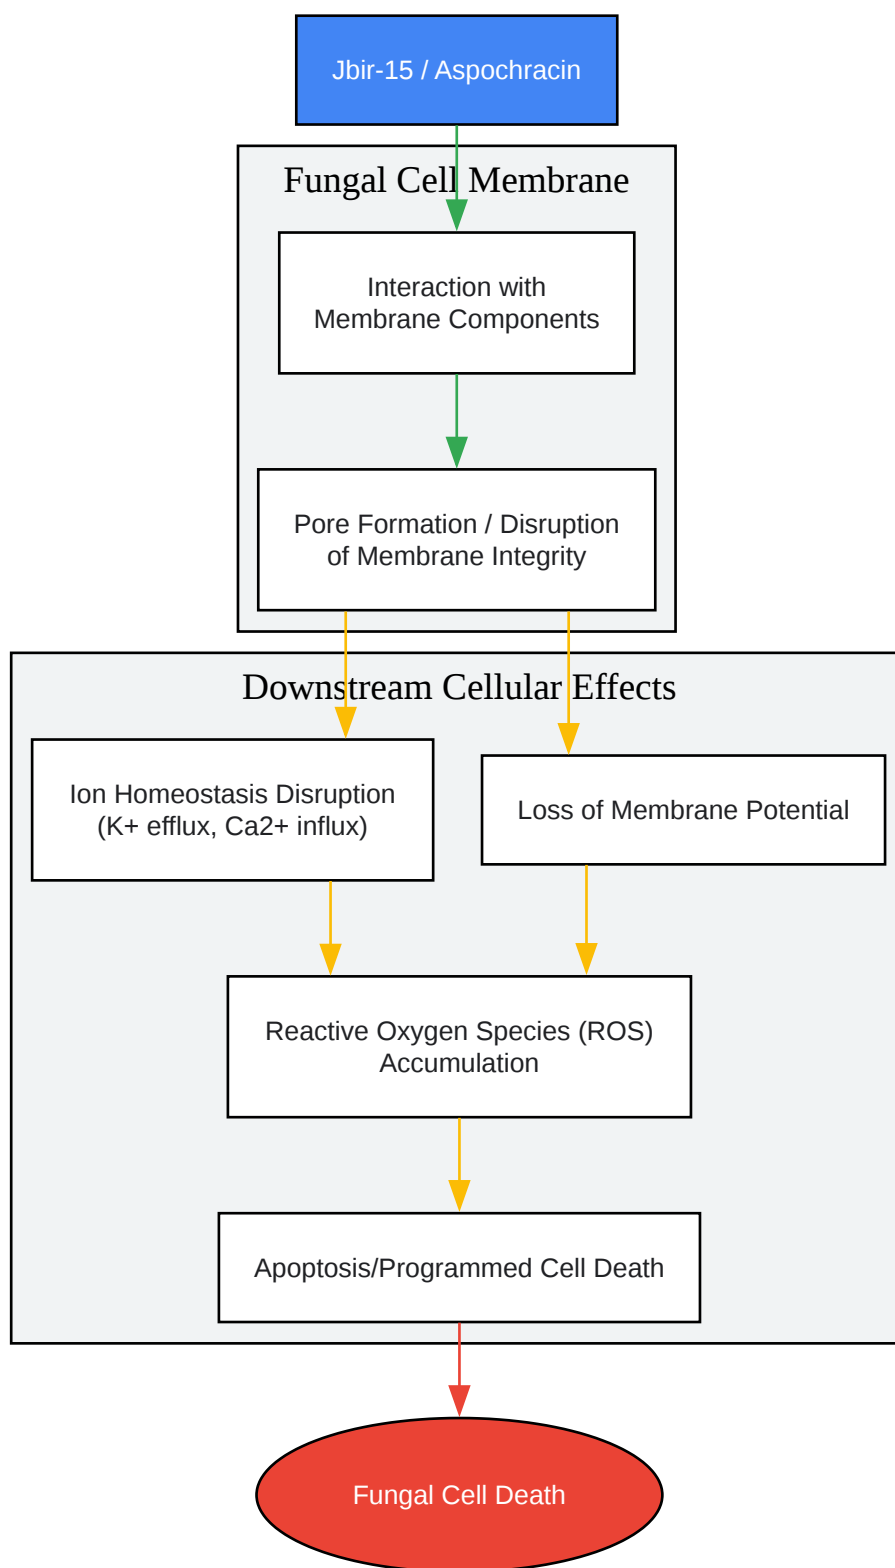 Jbir-15 / Aspochracin
Fungal Cell Membrane
Interaction with
Membrane Components
Pore Formation / Disruption
of Membrane Integrity
Downstream Cellular Effects
Ion Homeostasis Disruption
(K+ efflux, Ca2+ influx)
Loss of Membrane Potential
Reactive Oxygen Species (ROS)
Accumulation
Apoptosis/Programmed Cell Death
Fungal Cell Death